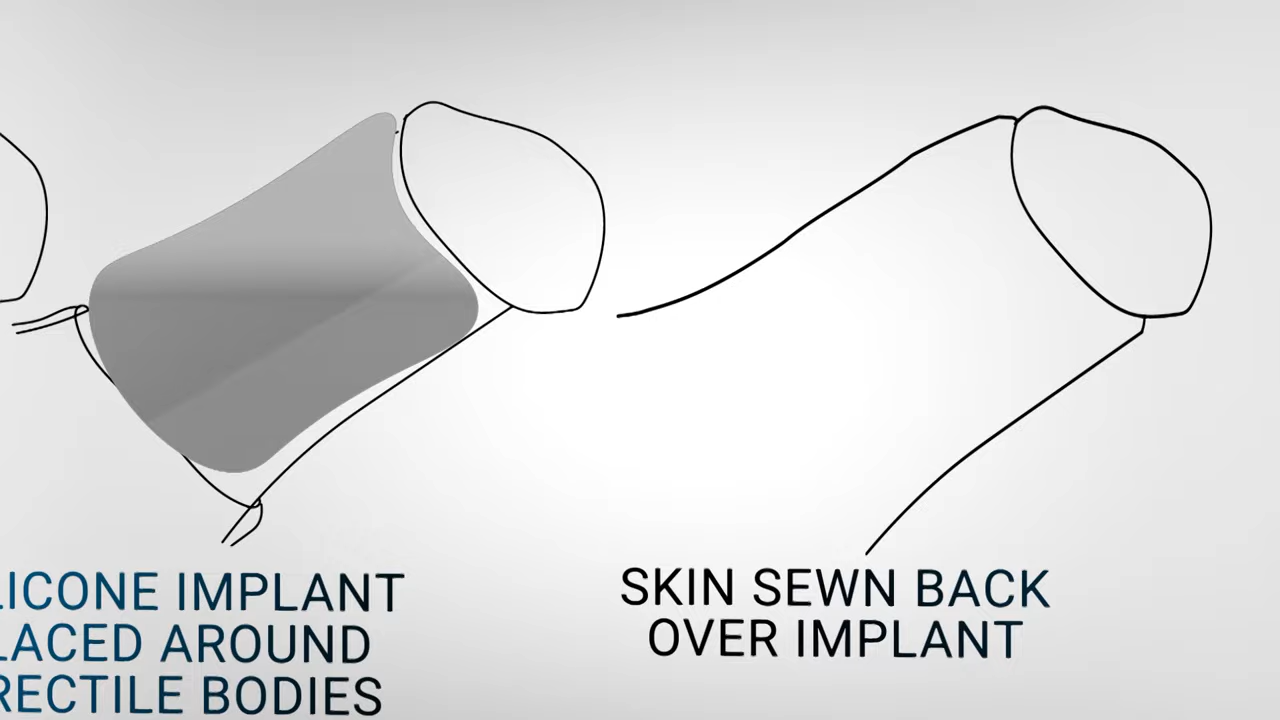 LICONE IMPLANT
LACED AROUND
RECTILE BODIES
SKIN SEWN BACK
OVER IMPLANT